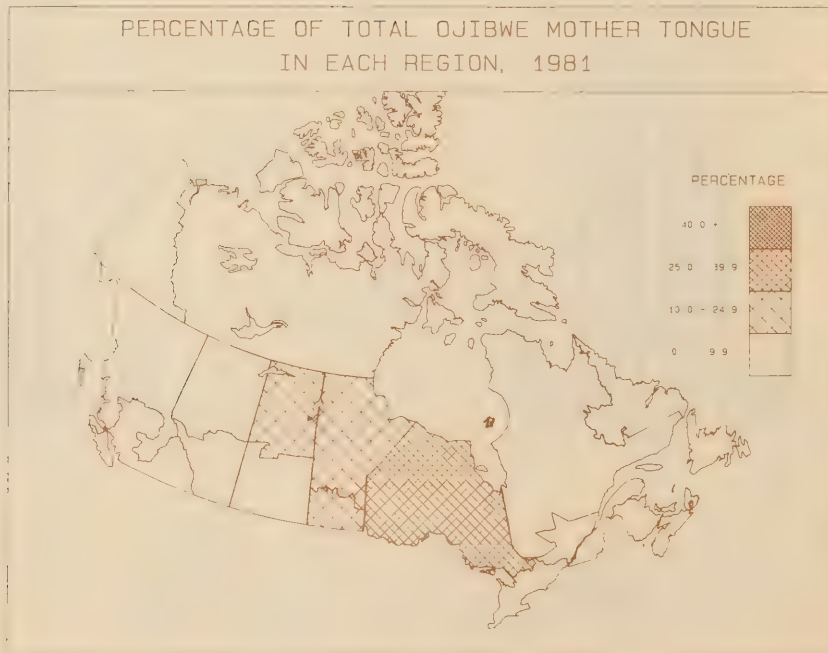 PERCENTAGE OF TOTAL OJIBWE MOTHER TONGUE
IN EACH REGION, 1981
PERCENTAGE
40 0 +
25 0 39 9
10 0 - 24 9
0 9 9